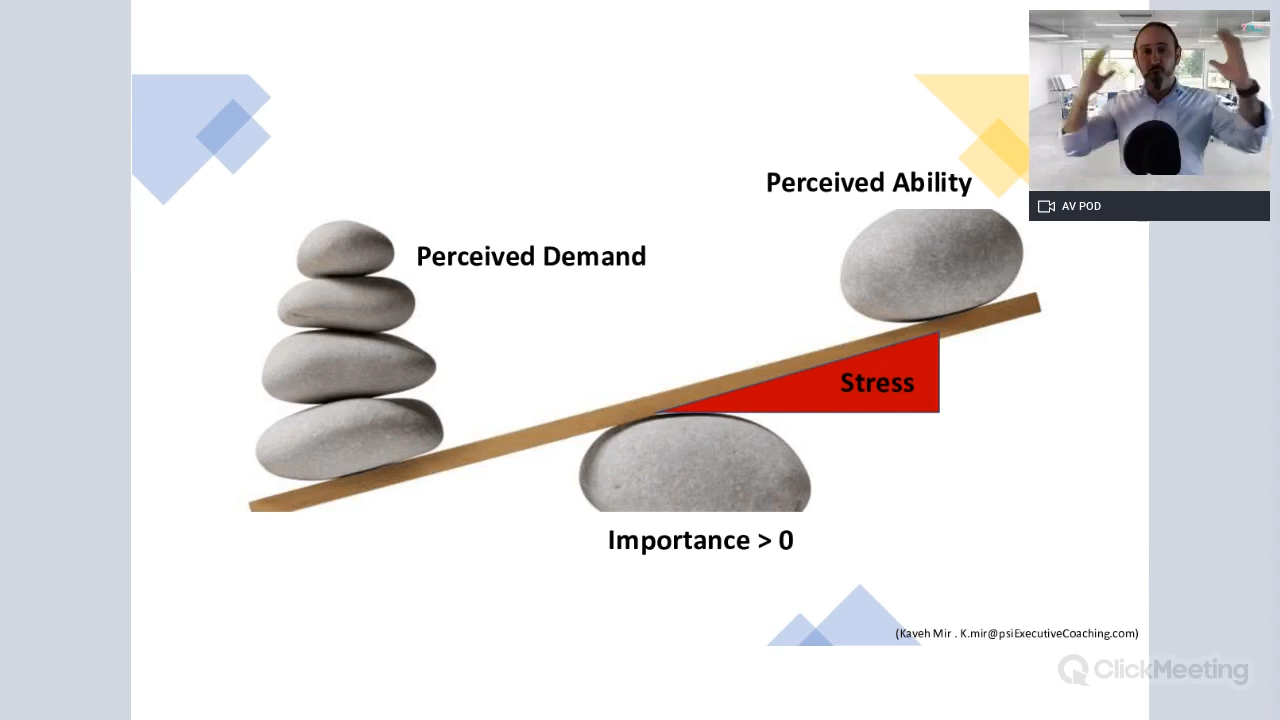 Perceived Ability
AV POD
Perceived Demand
Stress
Importance > 0
(Kaveh Mir . K.mir@psiExecutiveCoaching.com)
ClickMeeting